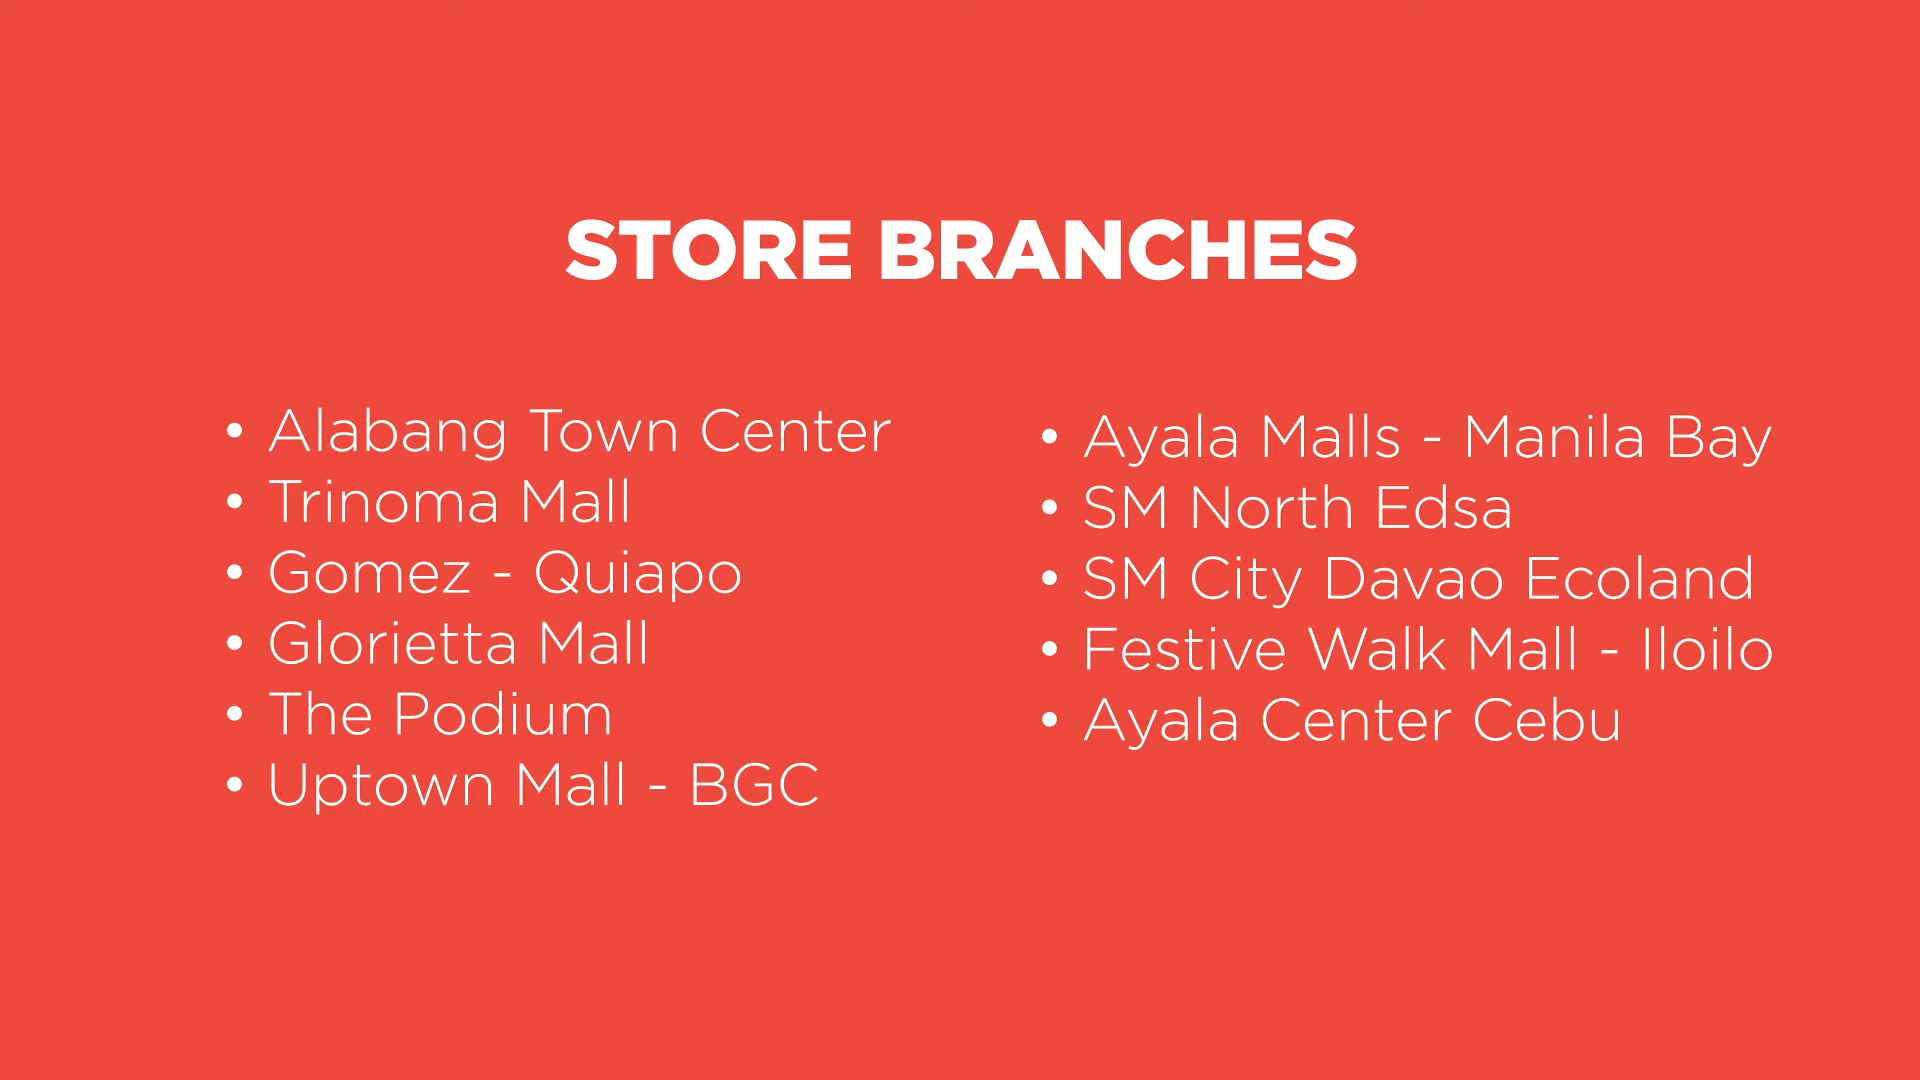 STORE BRANCHES
• Alabang Town Center
• Trinoma Mall
• Gomez - Quiapo
• Glorietta Mall
• The Podium
• Uptown Mall - BGC
• Ayala Malls - Manila Bay
• SM North Edsa
• SM City Davao Ecoland
• Festive Walk Mall - Iloilo
• Ayala Center Cebu